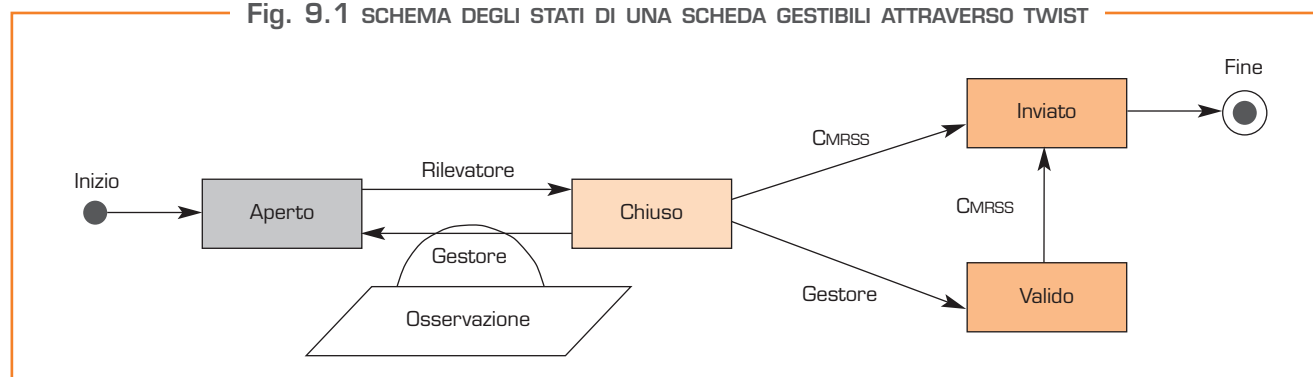 Fig. 9.1 SCHEMA DEGLI STATI DI UNA SCHEDA GESTIBILI ATTRAVERSO TWIST
Fine
Inviato
CMRSS
Rilevatore
Inizio
Aperto
Chiuso
CMRSS
Gestore
Gestore
Valido
Osservazione